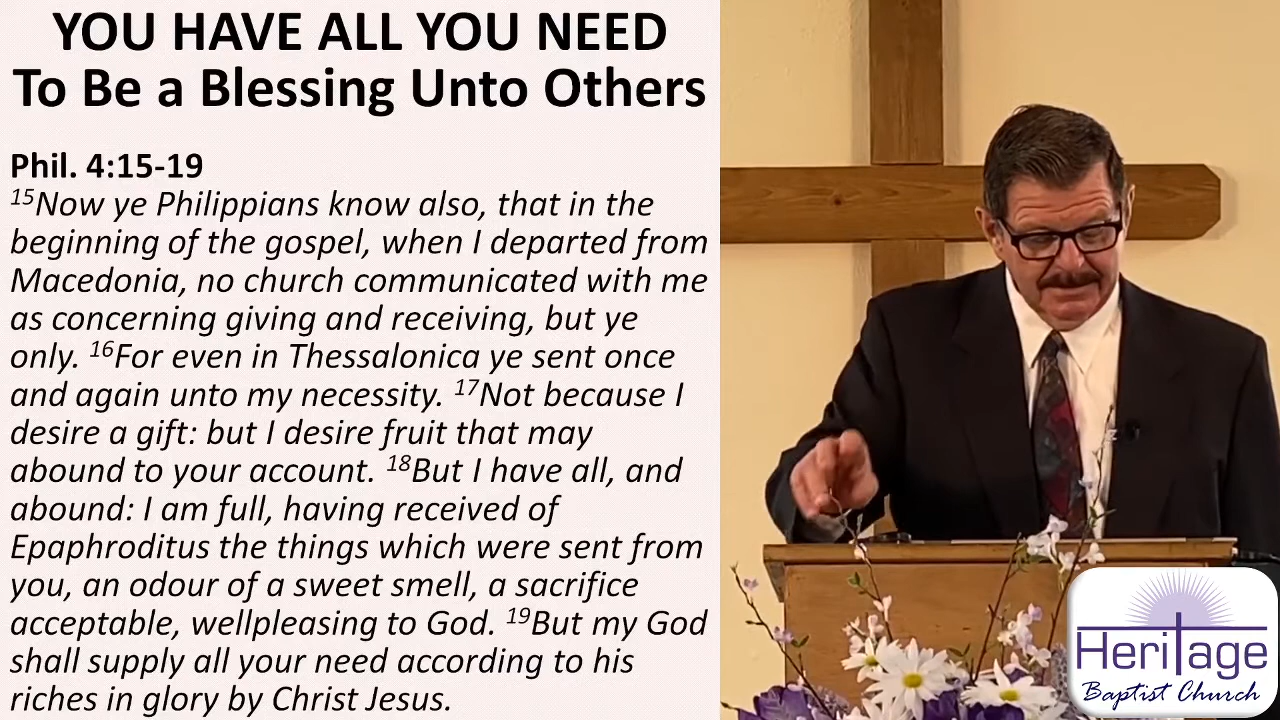 YOU HAVE ALL YOU NEED
To Be a Blessing Unto Others
Phil. 4:15-19
15Now ye Philippians know also, that in the
beginning of the gospel, when I departed from
Macedonia, no church communicated with me
as concerning giving and receiving, but ye
only. 16For even in Thessalonica ye sent once
and again unto my necessity. 17Not because I
desire a gift: but I desire fruit that may
abound to your account. 18But I have all, and
abound: I am full, having received of
Epaphroditus the things which were sent from
you, an odour of a sweet smell, a sacrifice
acceptable, wellpleasing to God. 19But my God
shall supply all your need according to his
riches in glory by Christ Jesus.
Heritage
Baptist Church